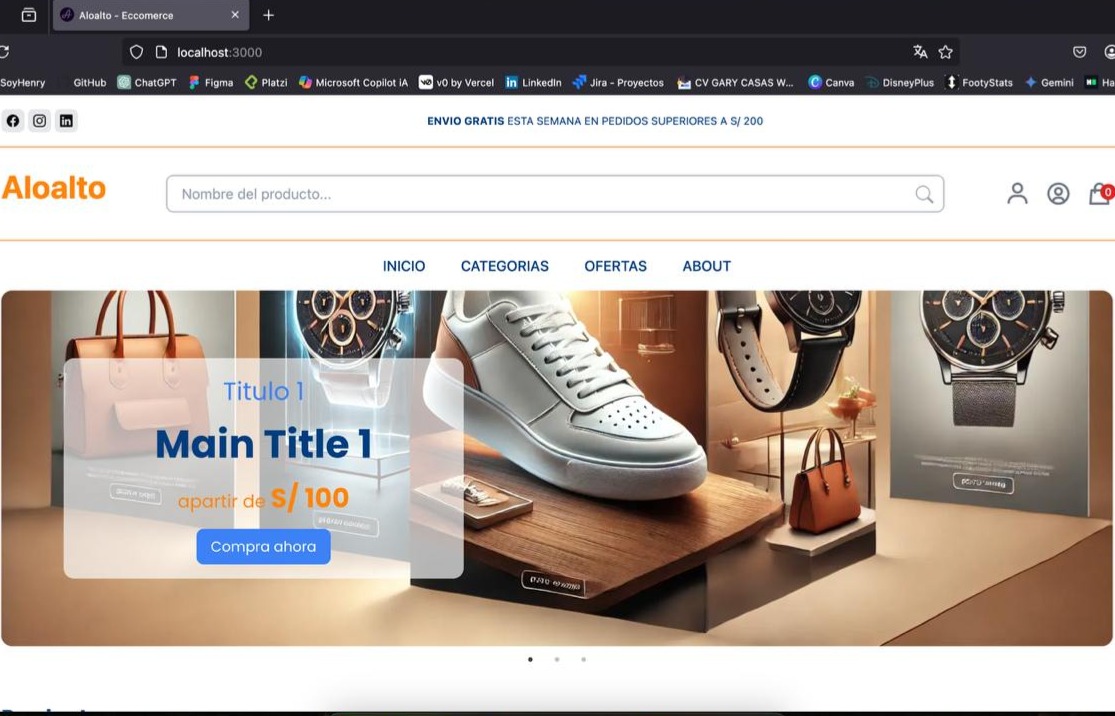 Aloalto - Eccomerce
localhost:3000
SoyHenry GitHub ChatGPT Figma Platzi Microsoft Copilot iA v0 by Vercel LinkedIn Jira - Proyectos CV GARY CASAS W... Canva DisneyPlus FootyStats Gemini Ha
ENVIO GRATIS ESTA SEMANA EN PEDIDOS SUPERIORES A S/ 200
Aloalto
Nombre del producto...
0
INICIO CATEGORIAS OFERTAS ABOUT
Titulo 1
Main Title 1
apartir de S/ 100
Compra ahora